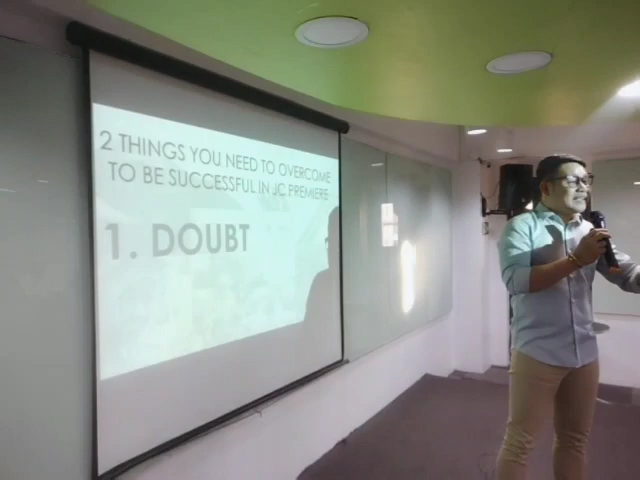 2 THINGS YOU NEED TO OVERCOME
TO BE SUCCESSFUL IN JC PREMIERE
1. DOUBT